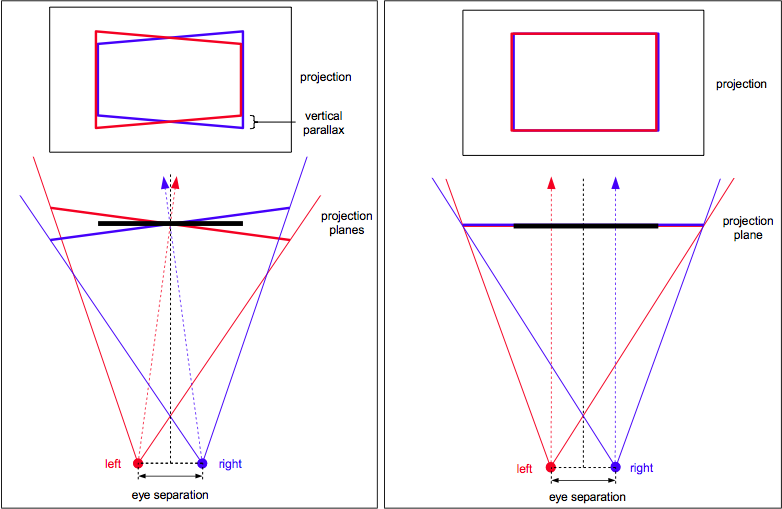 projection
vertical
parallax
projection
planes
left
right
eye separation
projection
projection
plane
left
right
eye separation